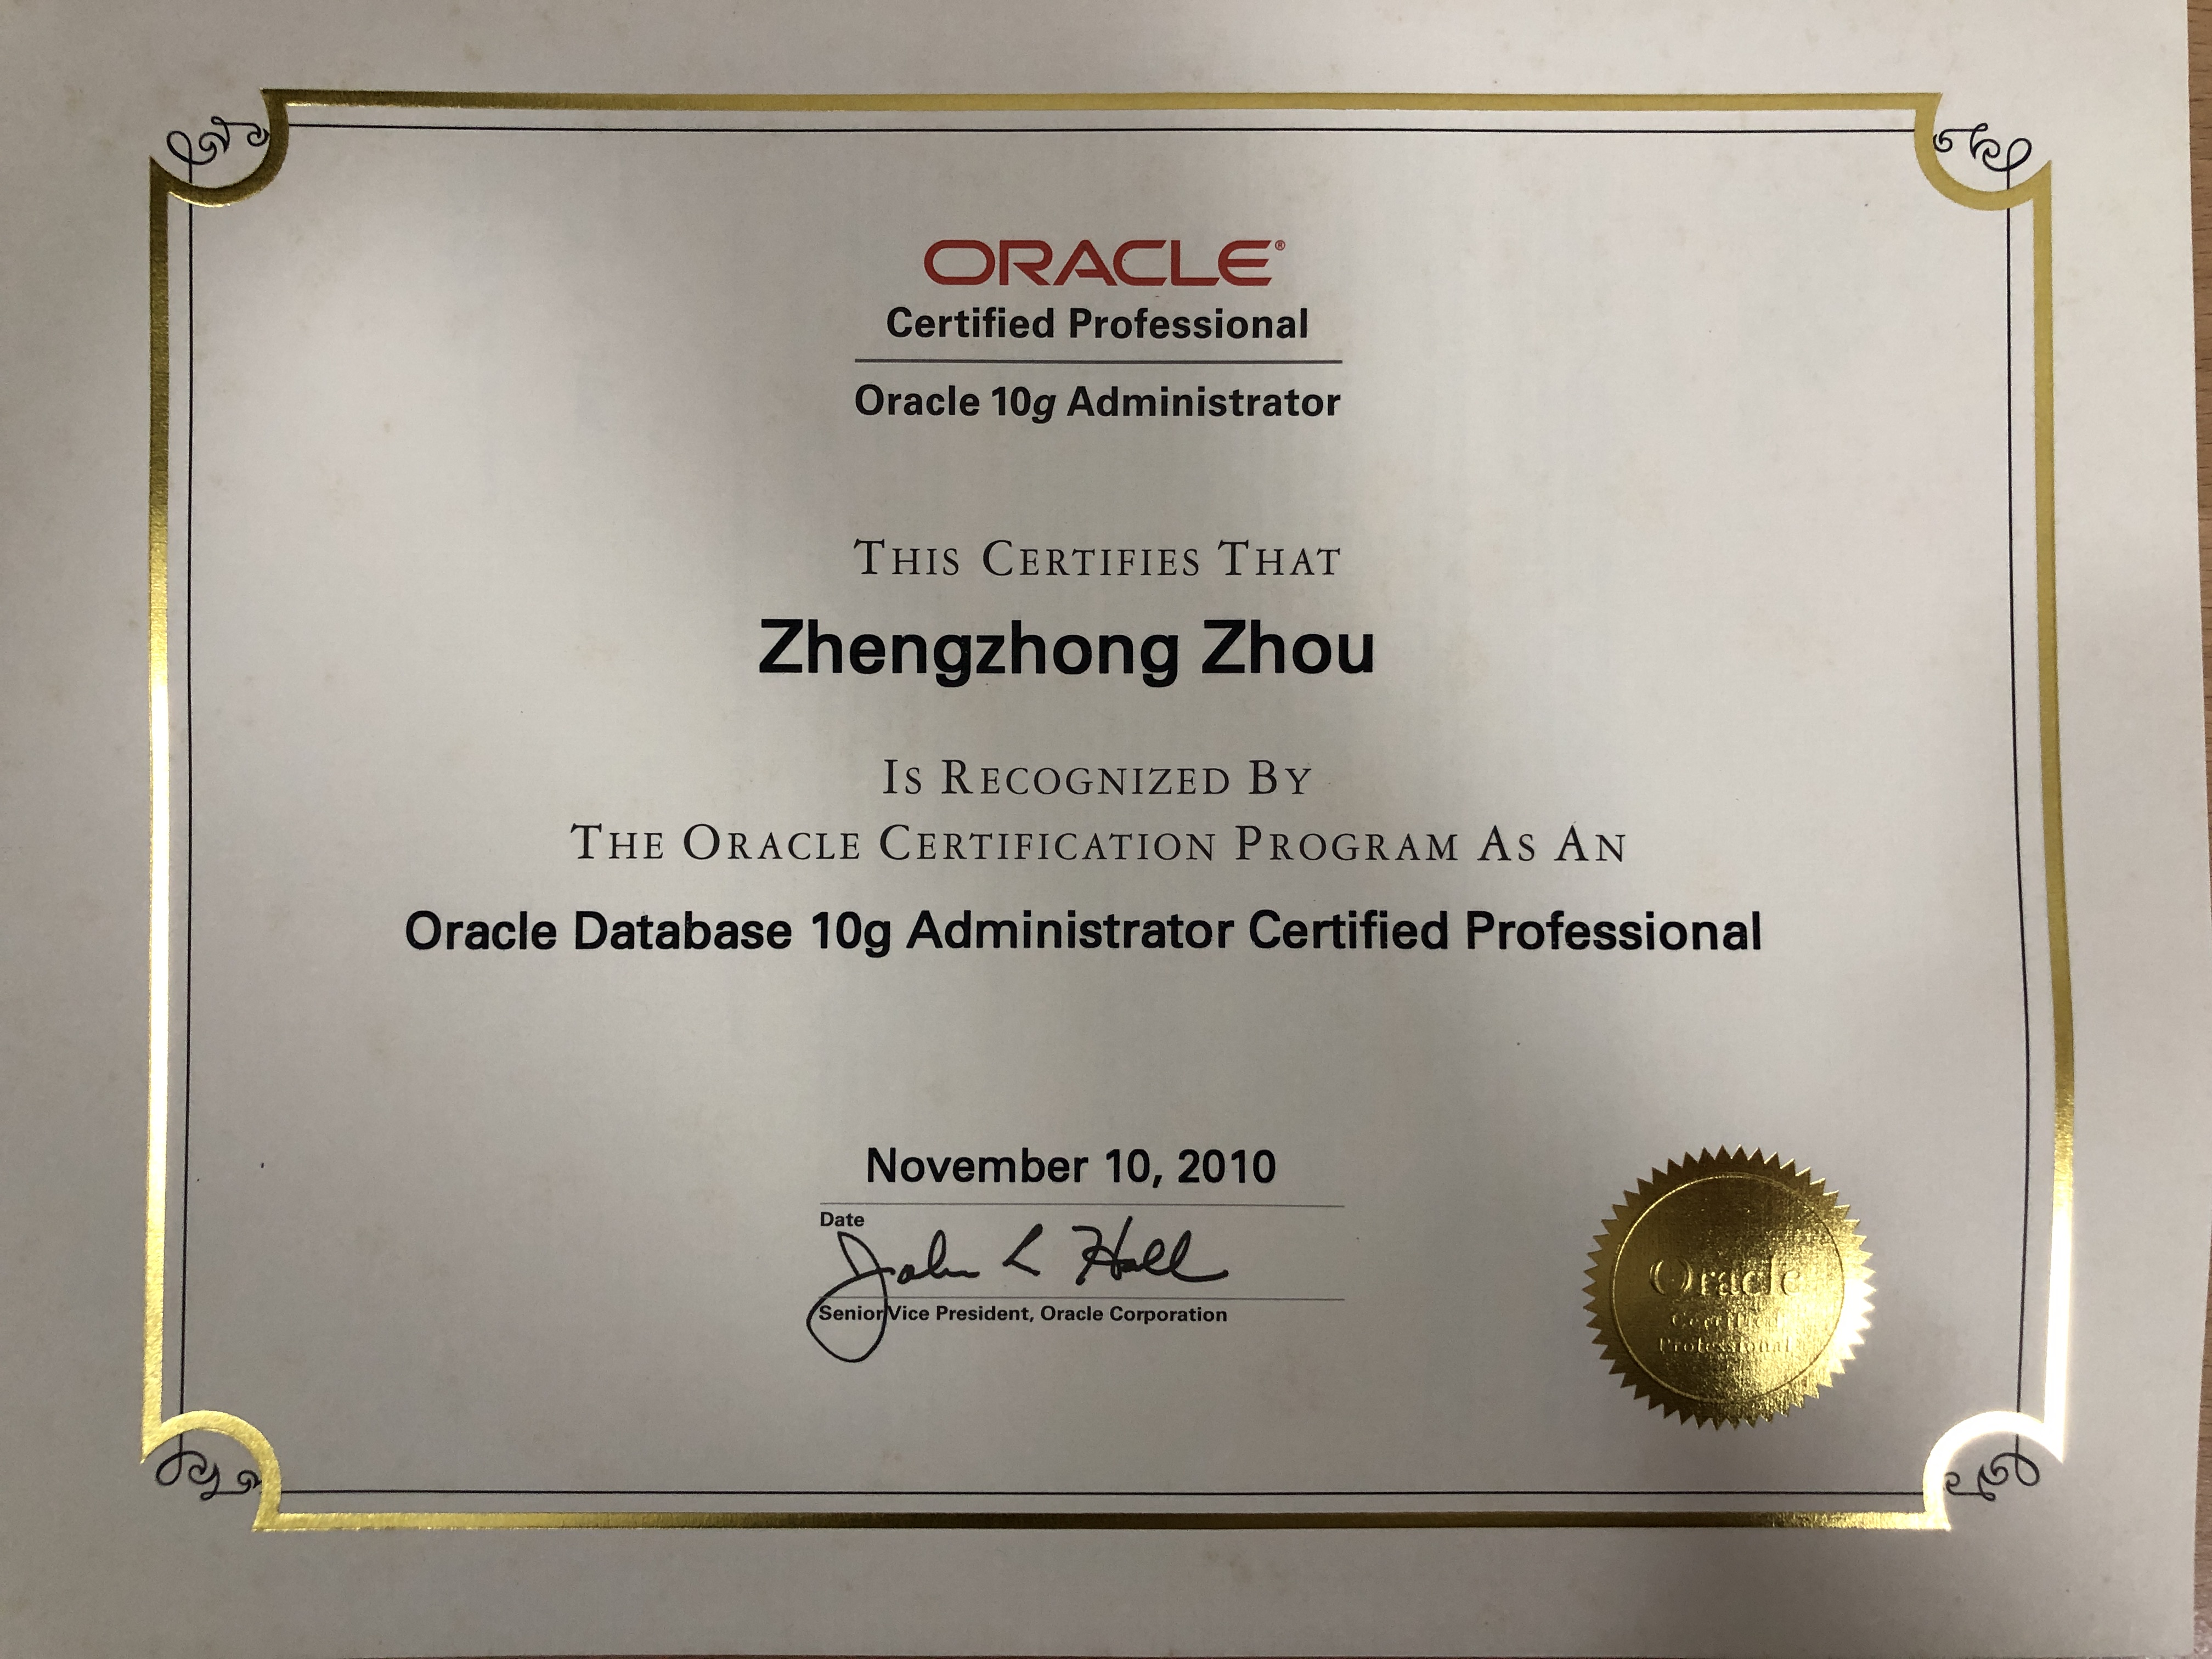 ORACLE®
Certified Professional
Oracle 10g Administrator
THIS CERTIFIES THAT
Zhengzhong Zhou
IS RECOGNIZED BY
THE ORACLE CERTIFICATION PROGRAM AS AN
Oracle Database 10g Administrator Certified Professional
November 10, 2010
Date
John L Hall
Senior Vice President, Oracle Corporation
Oracle
Certified
Professional